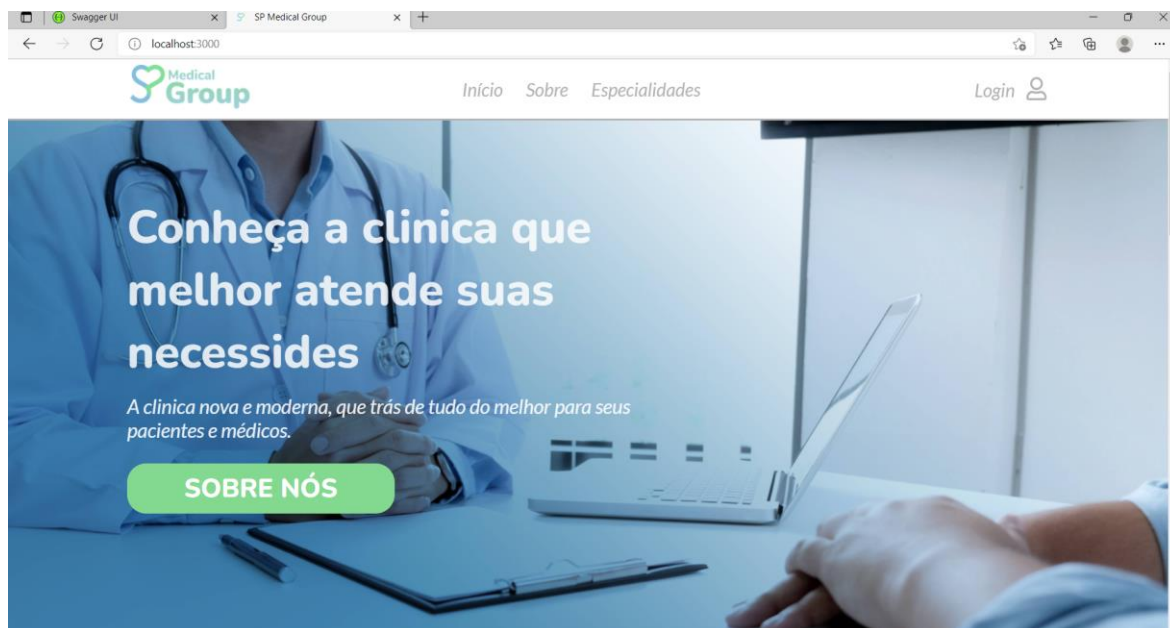 Swagger UI
SP Medical Group
localhost:3000
Medical
Group
Início Sobre Especialidades
Login
Conheça a clinica que
melhor atende suas
necessides
A clinica nova e moderna, que trás de tudo do melhor para seus
pacientes e médicos.
SOBRE NÓS